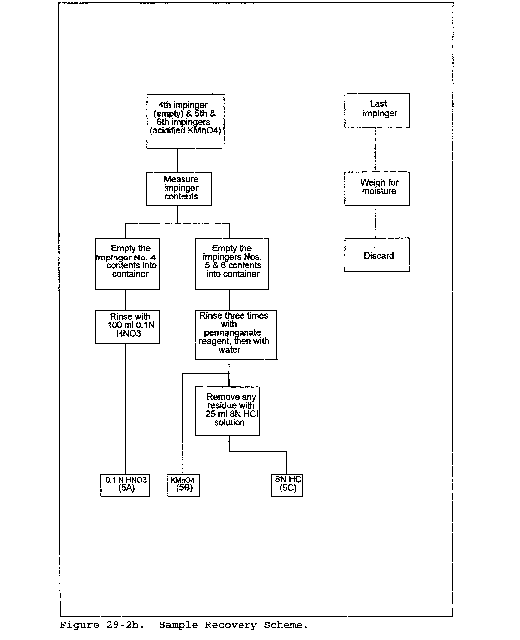 4th impinger
(empty) & 5th &
6th impingers
(acidified KMnO4)
Last
impinger
Measure
impinger
contents
Weigh for
moisture
Empty the
Impinger No. 4
contents into
container
Empty the
impingers Nos.
5 & 6 contents
into container
Discard
Rinse with
100 ml 0.1N
HNO3
Rinse three times
with
permanganate
reagent, then with
water
Remove any
residue with
25 ml 8N HCl
solution
0.1 N HNO3
(5A)
KMnO4
(5B)
8N HC
(5C)
Figure 29-2b. Sample Recovery Scheme.